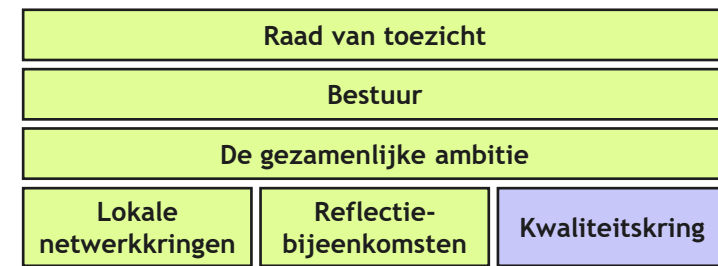 Raad van toezicht
Bestuur
De gezamenlijke ambitie
Lokale
netwerkkringen
Reflectie-
bijeenkomsten
Kwaliteitskring